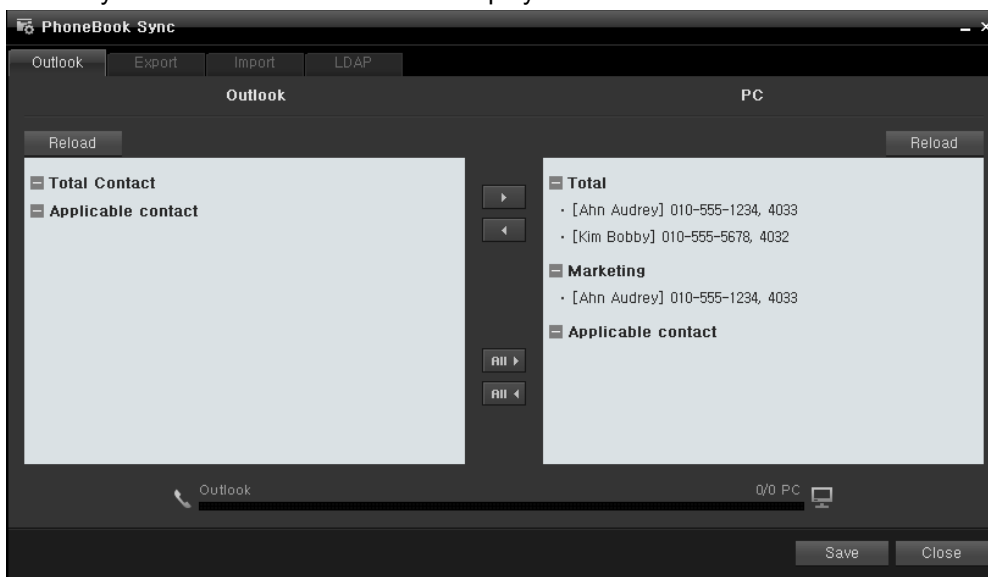 PhoneBook Sync
Outlook Export Import LDAP
Outlook PC
Reload Reload
Total Contact
Applicable contact
Total
· [Ahn Audrey] 010-555-1234, 4033
· [Kim Bobby] 010-555-5678, 4032
Marketing
· [Ahn Audrey] 010-555-1234, 4033
Applicable contact
All
All
Outlook 0/0 PC
Save Close